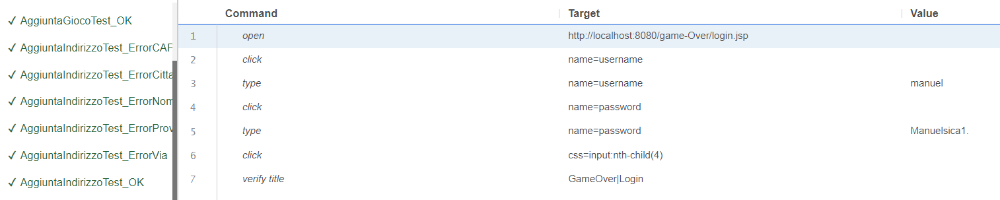 ✓ AggiuntaGiocoTest_OK
✓ AggiuntaIndirizzoTest_ErrorCAP
✓ AggiuntaIndirizzoTest_ErrorCitta
✓ AggiuntaIndirizzoTest_ErrorNom
✓ AggiuntaIndirizzoTest_ErrorProv
✓ AggiuntaIndirizzoTest_ErrorVia
✓ AggiuntaIndirizzoTest_OK
Command Target Value
1 open http://localhost:8080/game-Over/login.jsp
2 click name=username
3 type name=username manuel
4 click name=password
5 type name=password Manuelsica1.
6 click css=input:nth-child(4)
7 verify title GameOver|Login